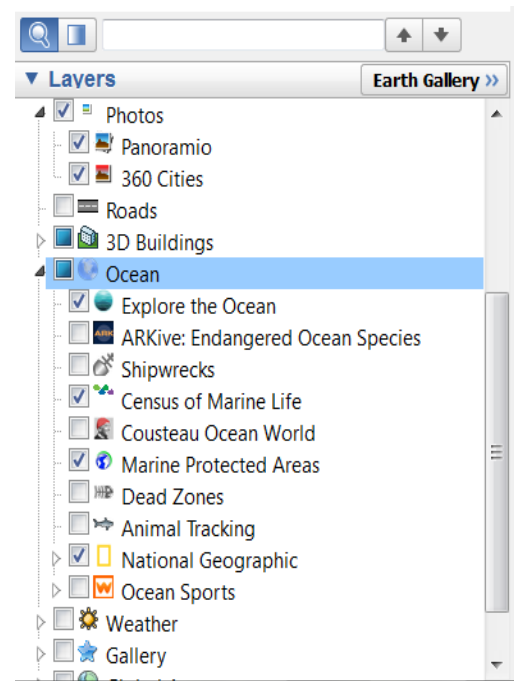 Layers
Earth Gallery »
Photos
Panoramio
360 Cities
Roads
3D Buildings
Ocean
Explore the Ocean
ARK ARKive: Endangered Ocean Species
Shipwrecks
Census of Marine Life
Cousteau Ocean World
Marine Protected Areas
Dead Zones
Animal Tracking
National Geographic
Ocean Sports
Weather
Gallery